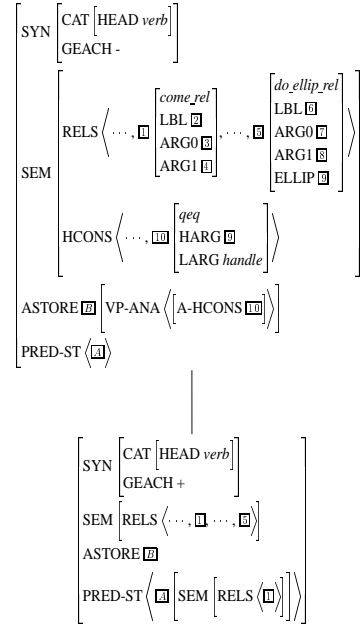 SYN [CAT [HEAD verb]
GEACH -]
SEM [RELS ⟨ ⋯ , [1] [come_rel
LBL [2]
ARG0 [3]
ARG1 [4]] , ⋯ , [5] [do_ellip_rel
LBL [6]
ARG0 [7]
ARG1 [8]
ELLIP [9]] ⟩
HCONS ⟨ ⋯ , [10] [qeq
HARG [9]
LARG handle] ⟩]
ASTORE [B] [VP-ANA ⟨[A-HCONS [10]]⟩]
PRED-ST ⟨[A]⟩
SYN [CAT [HEAD verb]
GEACH +]
SEM [RELS ⟨ ⋯ , [1], ⋯ , [5] ⟩]
ASTORE [B]
PRED-ST ⟨ [A] [SEM [RELS ⟨[1]⟩]] ⟩